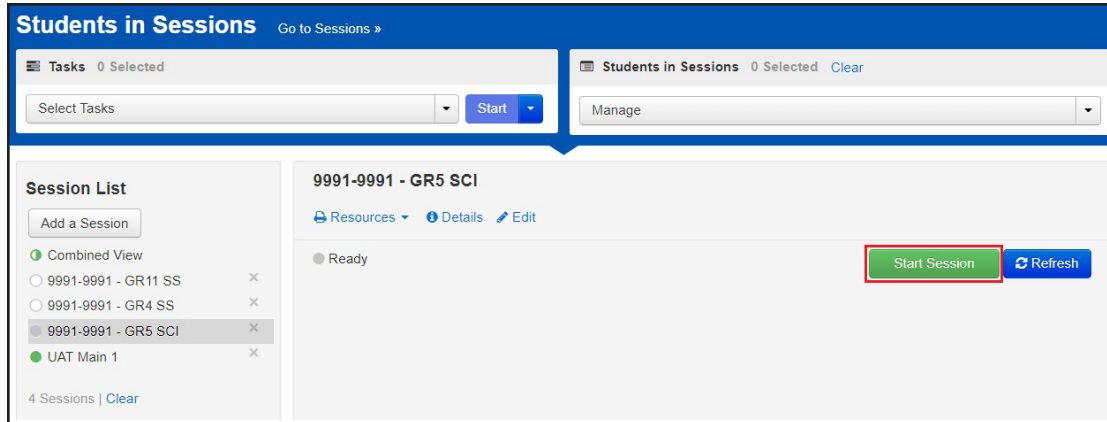 Students in Sessions Go to Sessions »
Tasks 0 Selected
Students in Sessions 0 Selected Clear
Select Tasks
Start
Manage
Session List
Add a Session
Combined View
9991-9991 - GR11 SS
9991-9991 - GR4 SS
9991-9991 - GR5 SCI
UAT Main 1
4 Sessions | Clear
9991-9991 - GR5 SCI
Resources Details Edit
Ready
Start Session
Refresh